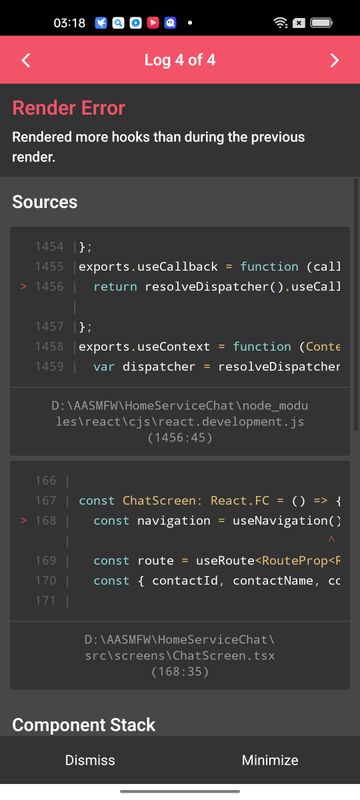 03:18
Log 4 of 4
Render Error
Rendered more hooks than during the previous
render.
Sources
1454 |};
1455 |exports.useCallback = function (call
> 1456 |  return resolveDispatcher().useCall
|
1457 |};
1458 |exports.useContext = function (Conte
1459 |  var dispatcher = resolveDispatcher
D:\AASMFW\HomeServiceChat\node_modu
les\react\cjs\react.development.js
(1456:45)
166 |
167 |const ChatScreen: React.FC = () => {
> 168 |  const navigation = useNavigation()
|                                   ^
169 |  const route = useRoute<RouteProp<R
170 |  const { contactId, contactName, co
171 |
D:\AASMFW\HomeServiceChat\
src\screens\ChatScreen.tsx
(168:35)
Component Stack
Dismiss
Minimize